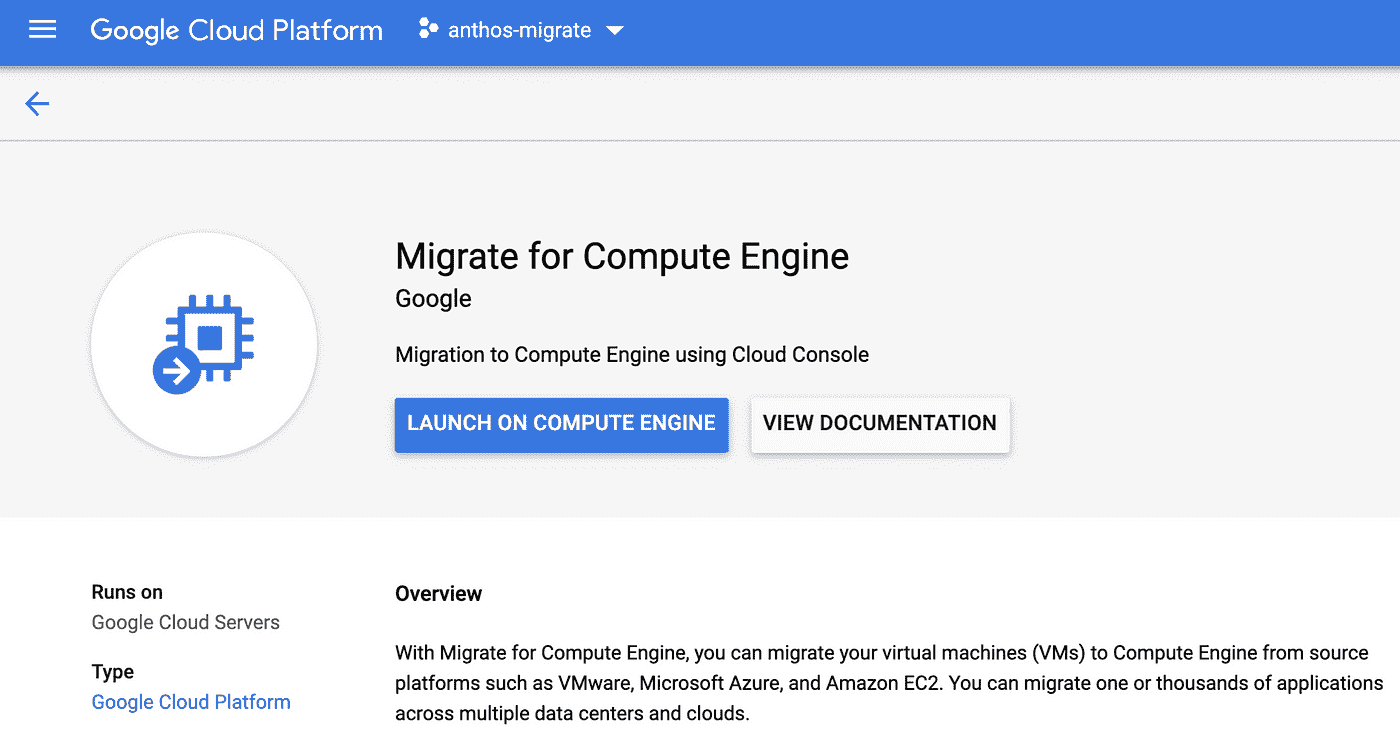 Google Cloud Platform
anthos-migrate
Migrate for Compute Engine
Google
Migration to Compute Engine using Cloud Console
LAUNCH ON COMPUTE ENGINE
VIEW DOCUMENTATION
Runs on
Google Cloud Servers
Type
Google Cloud Platform
Overview
With Migrate for Compute Engine, you can migrate your virtual machines (VMs) to Compute Engine from source
platforms such as VMware, Microsoft Azure, and Amazon EC2. You can migrate one or thousands of applications
across multiple data centers and clouds.